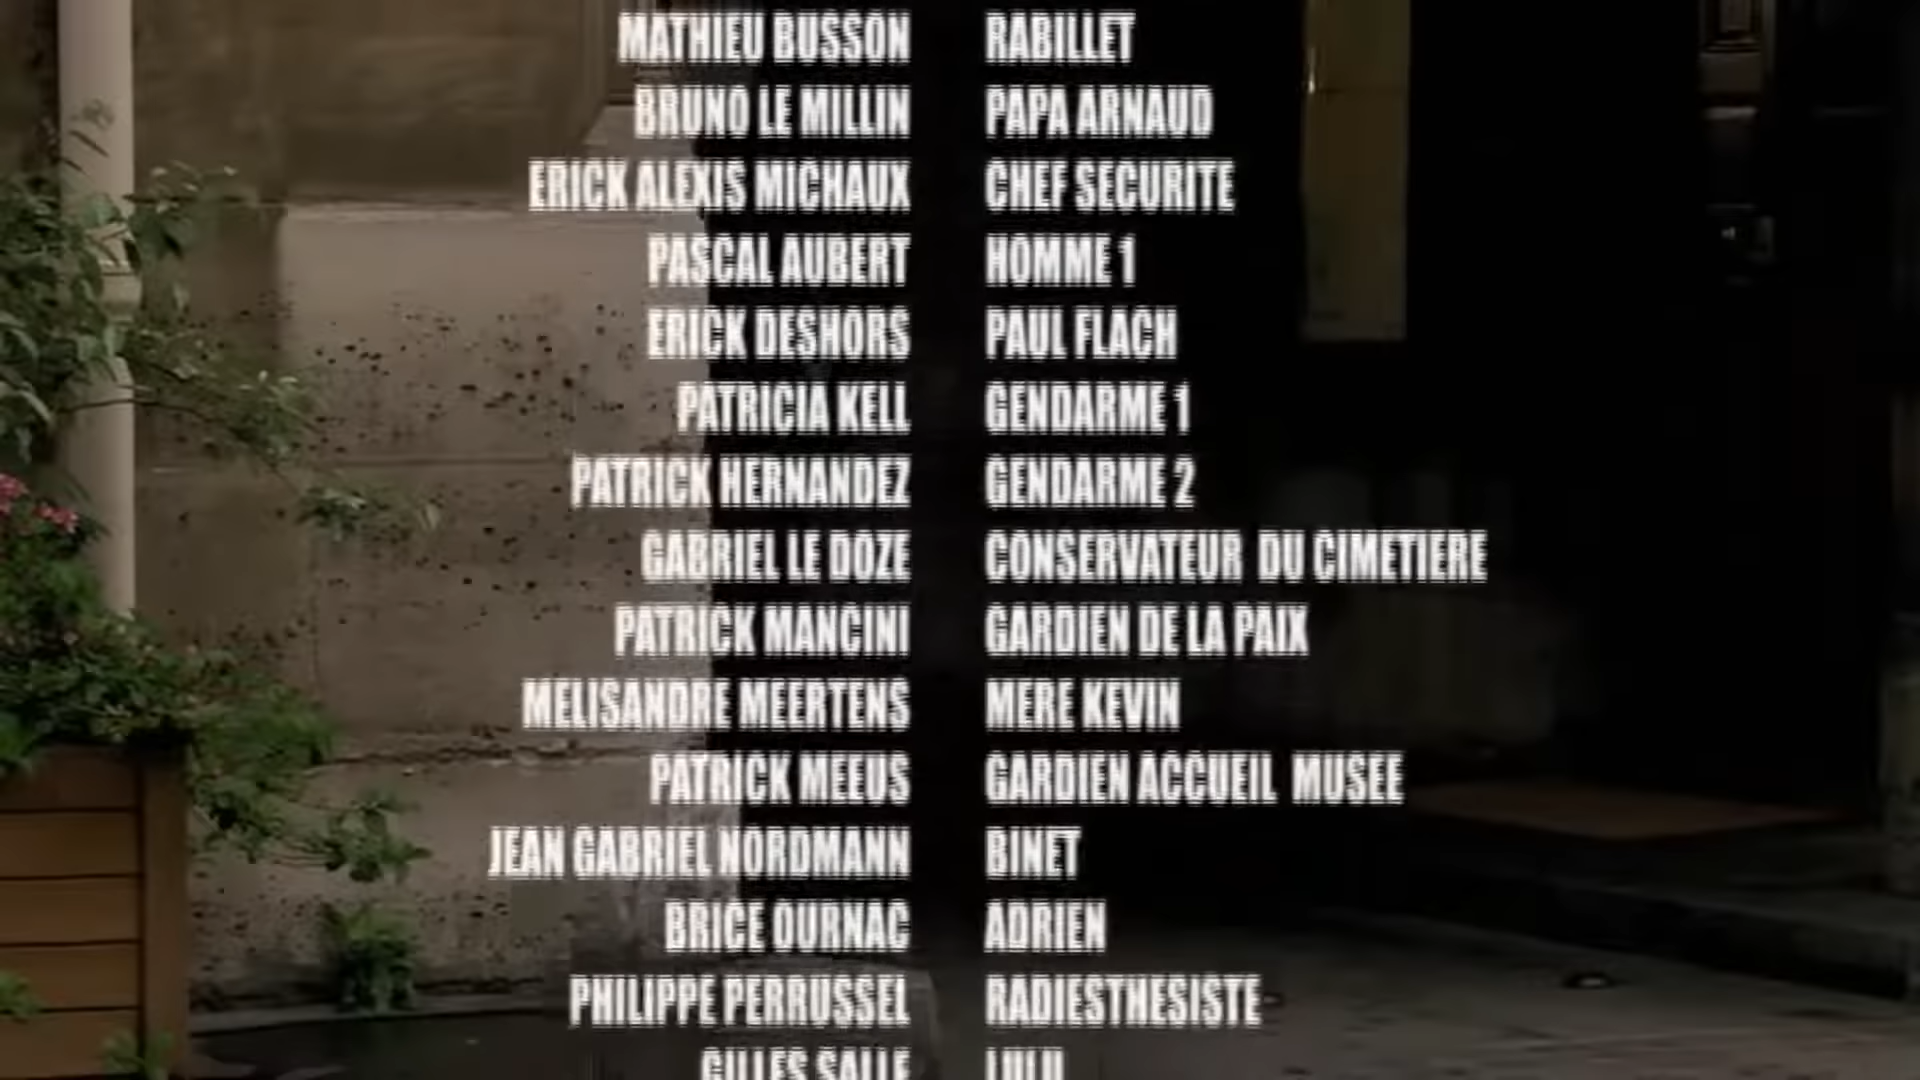 MATHIEU BUSSON RABILLET
BRUNO LE MILLIN PAPA ARNAUD
ERICK ALEXIS MICHAUX CHEF SECURITE
PASCAL AUBERT HOMME 1
ERICK DESHORS PAUL FLACH
PATRICIA KELL GENDARME 1
PATRICK HERNANDEZ GENDARME 2
GABRIEL LE DOZE CONSERVATEUR DU CIMETIERE
PATRICK MANCINI GARDIEN DE LA PAIX
MELISANDRE MEERTENS MERE KEVIN
PATRICK MEEUS GARDIEN ACCUEIL MUSEE
JEAN GABRIEL NORDMANN BINET
BRICE OURNAC ADRIEN
PHILIPPE PERRUSSEL RADIESTHESISTE
GILLES SALLE LULU